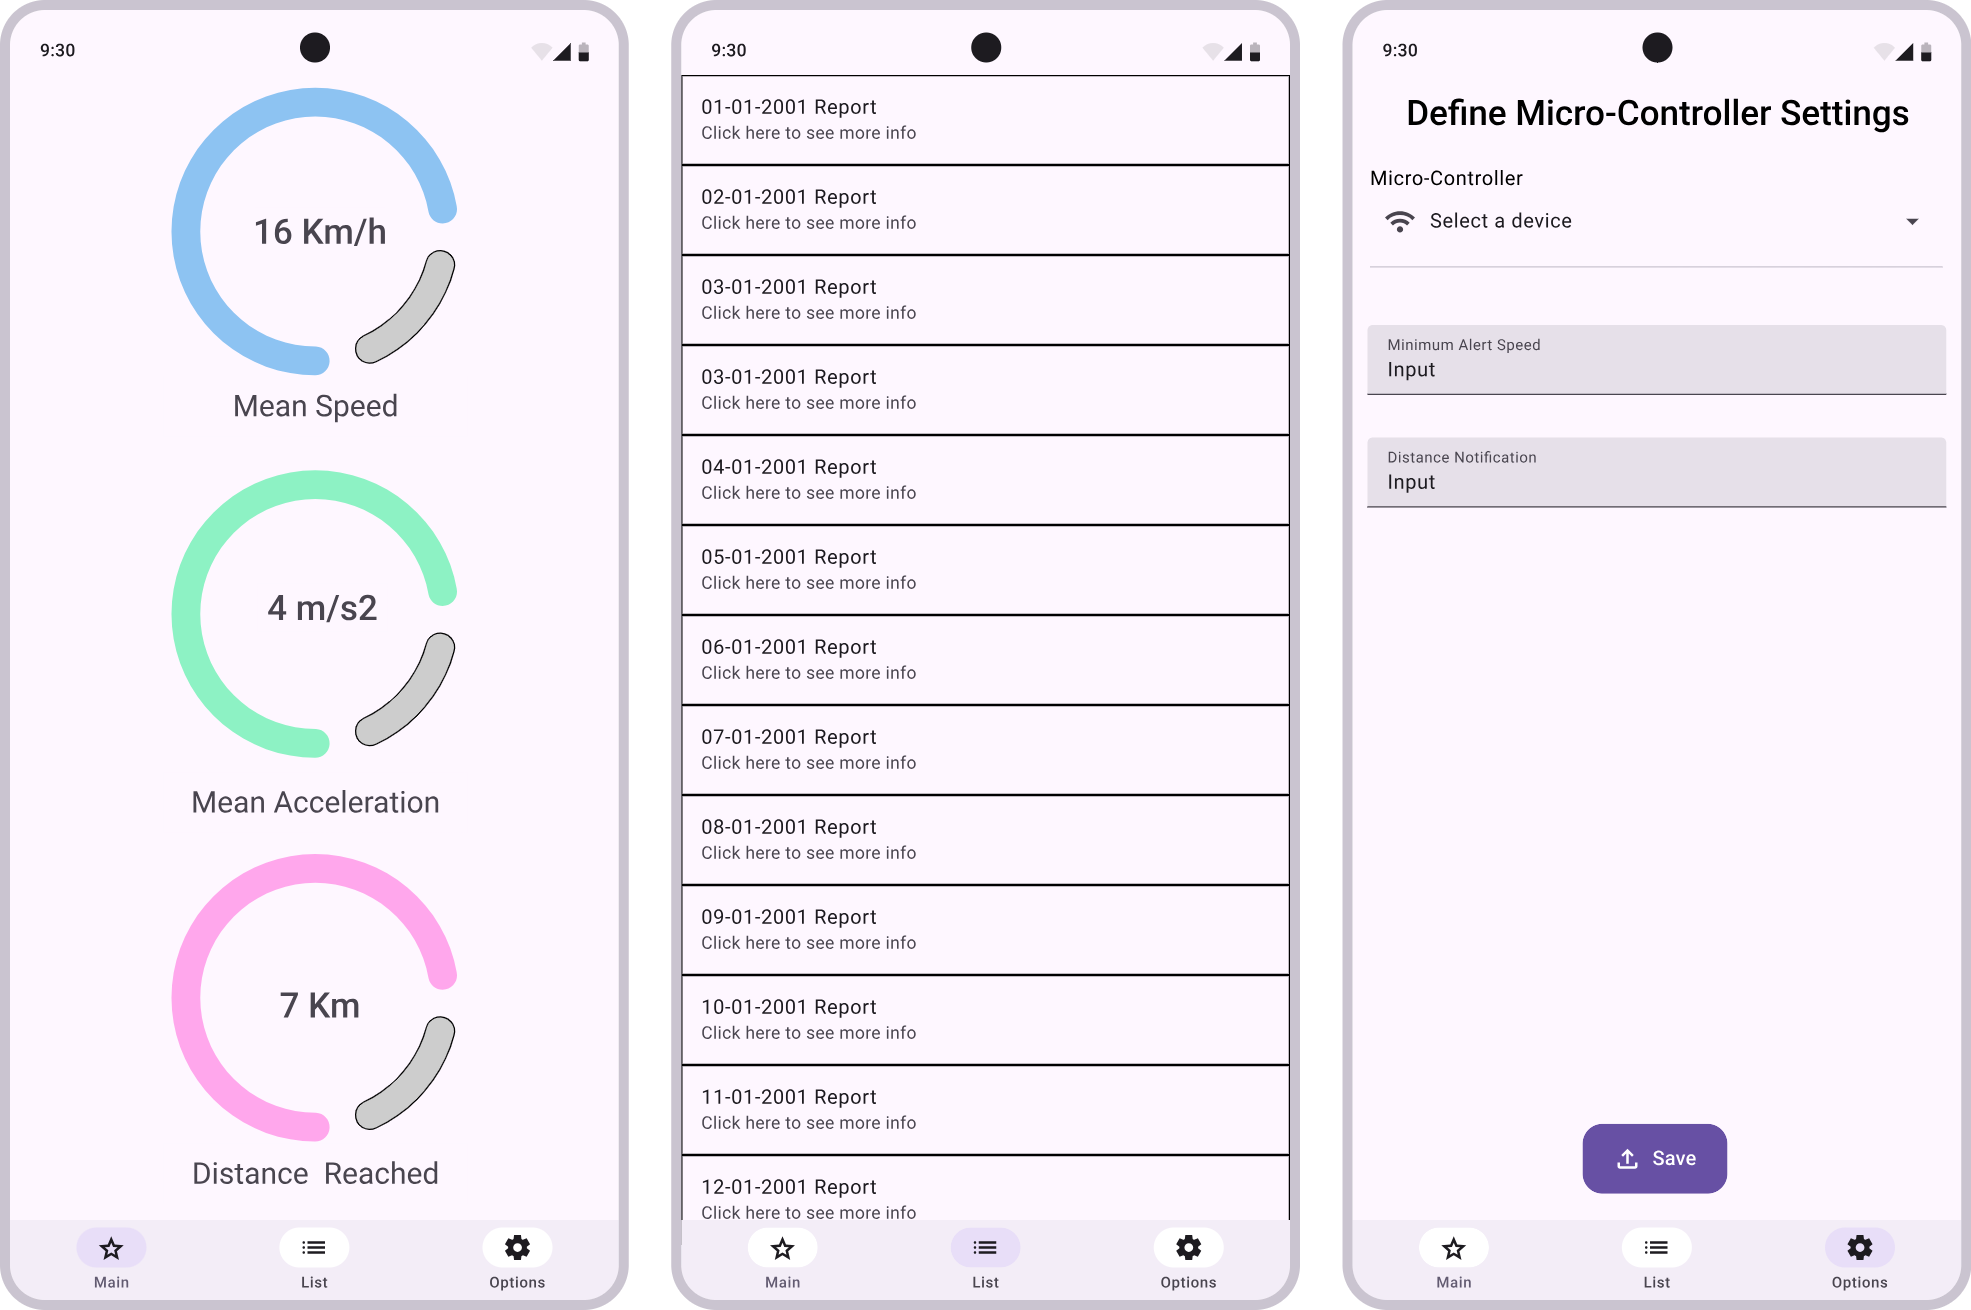 9:30
16 Km/h
Mean Speed
4 m/s2
Mean Acceleration
7 Km
Distance  Reached
Main
List
Options
9:30
01-01-2001 Report
Click here to see more info
02-01-2001 Report
Click here to see more info
03-01-2001 Report
Click here to see more info
03-01-2001 Report
Click here to see more info
04-01-2001 Report
Click here to see more info
05-01-2001 Report
Click here to see more info
06-01-2001 Report
Click here to see more info
07-01-2001 Report
Click here to see more info
08-01-2001 Report
Click here to see more info
09-01-2001 Report
Click here to see more info
10-01-2001 Report
Click here to see more info
11-01-2001 Report
Click here to see more info
12-01-2001 Report
Click here to see more info
Main
List
Options
9:30
Define Micro-Controller Settings
Micro-Controller
Select a device
Minimum Alert Speed
Input
Distance Notification
Input
Save
Main
List
Options